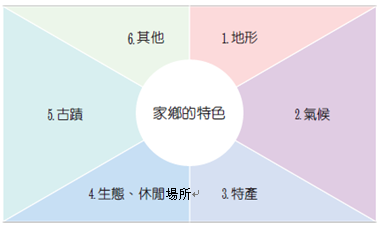 家鄉的特色
1.地形
2.氣候
3.特產
4.生態、休閒場所↵
5.古蹟
6.其他